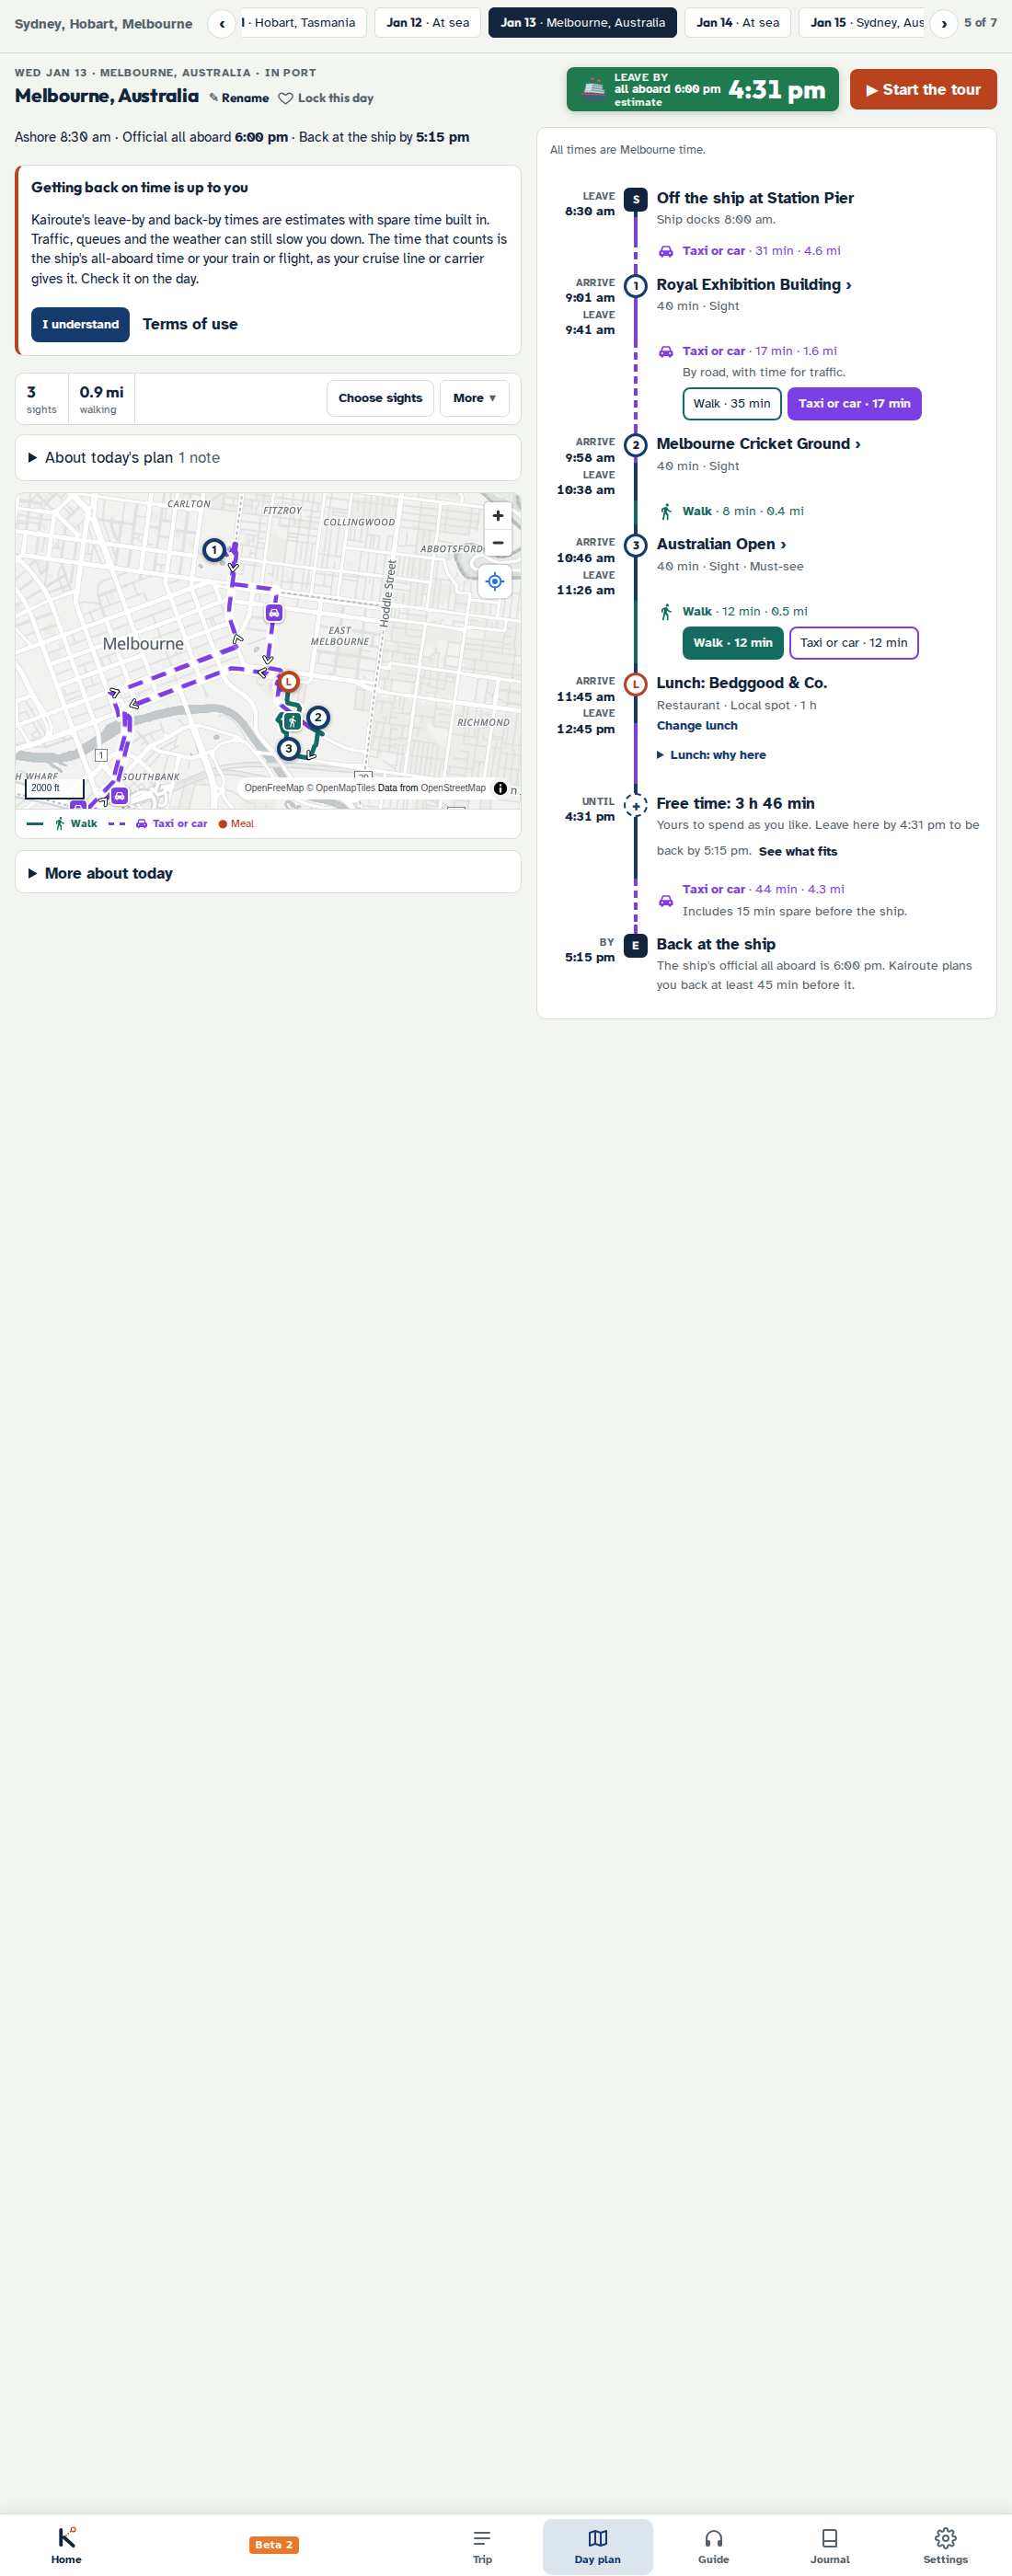 Sydney, Hobart, Melbourne
‹
· Hobart, Tasmania
Jan 12 · At sea
Jan 13 · Melbourne, Australia
Jan 14 · At sea
Jan 15 · Sydney, Aus
›
5 of 7
WED JAN 13 · MELBOURNE, AUSTRALIA · IN PORT
Melbourne, Australia
✎ Rename
Lock this day
LEAVE BY
all aboard 6:00 pm
estimate
4:31 pm
▶ Start the tour
Ashore 8:30 am · Official all aboard 6:00 pm · Back at the ship by 5:15 pm
Getting back on time is up to you
Kairoute's leave-by and back-by times are estimates with spare time built in.
Traffic, queues and the weather can still slow you down. The time that counts is
the ship's all-aboard time or your train or flight, as your cruise line or carrier
gives it. Check it on the day.
I understand
Terms of use
3
sights
0.9 mi
walking
Choose sights
More ▼
▶ About today's plan 1 note
CARLTON
FITZROY
COLLINGWOOD
ABBOTSFORD
Hoddle Street
1
Melbourne
EAST
MELBOURNE
L
2
3
RICHMOND
1
H WHARF
SOUTHBANK
2000 ft
OpenFreeMap © OpenMapTiles Data from OpenStreetMap
+
−
Walk
Taxi or car
Meal
▶ More about today
All times are Melbourne time.
LEAVE
8:30 am
S
Off the ship at Station Pier
Ship docks 8:00 am.
Taxi or car · 31 min · 4.6 mi
ARRIVE
9:01 am
LEAVE
9:41 am
1
Royal Exhibition Building ›
40 min · Sight
Taxi or car · 17 min · 1.6 mi
By road, with time for traffic.
Walk · 35 min
Taxi or car · 17 min
ARRIVE
9:58 am
LEAVE
10:38 am
2
Melbourne Cricket Ground ›
40 min · Sight
Walk · 8 min · 0.4 mi
ARRIVE
10:46 am
LEAVE
11:26 am
3
Australian Open ›
40 min · Sight · Must-see
Walk · 12 min · 0.5 mi
Walk · 12 min
Taxi or car · 12 min
ARRIVE
11:45 am
LEAVE
12:45 pm
L
Lunch: Bedggood & Co.
Restaurant · Local spot · 1 h
Change lunch
▶ Lunch: why here
UNTIL
4:31 pm
+
Free time: 3 h 46 min
Yours to spend as you like. Leave here by 4:31 pm to be
back by 5:15 pm. See what fits
Taxi or car · 44 min · 4.3 mi
Includes 15 min spare before the ship.
BY
5:15 pm
E
Back at the ship
The ship's official all aboard is 6:00 pm. Kairoute plans
you back at least 45 min before it.
Home
Beta 2
Trip
Day plan
Guide
Journal
Settings